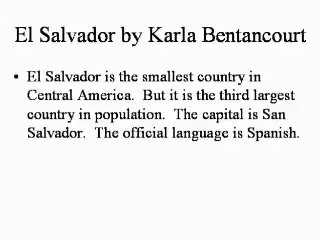 El Salvador by Karla Bentancourt
• El Salvador is the smallest country in
Central America. But it is the third largest
country in population. The capital is San
Salvador. The official language is Spanish.